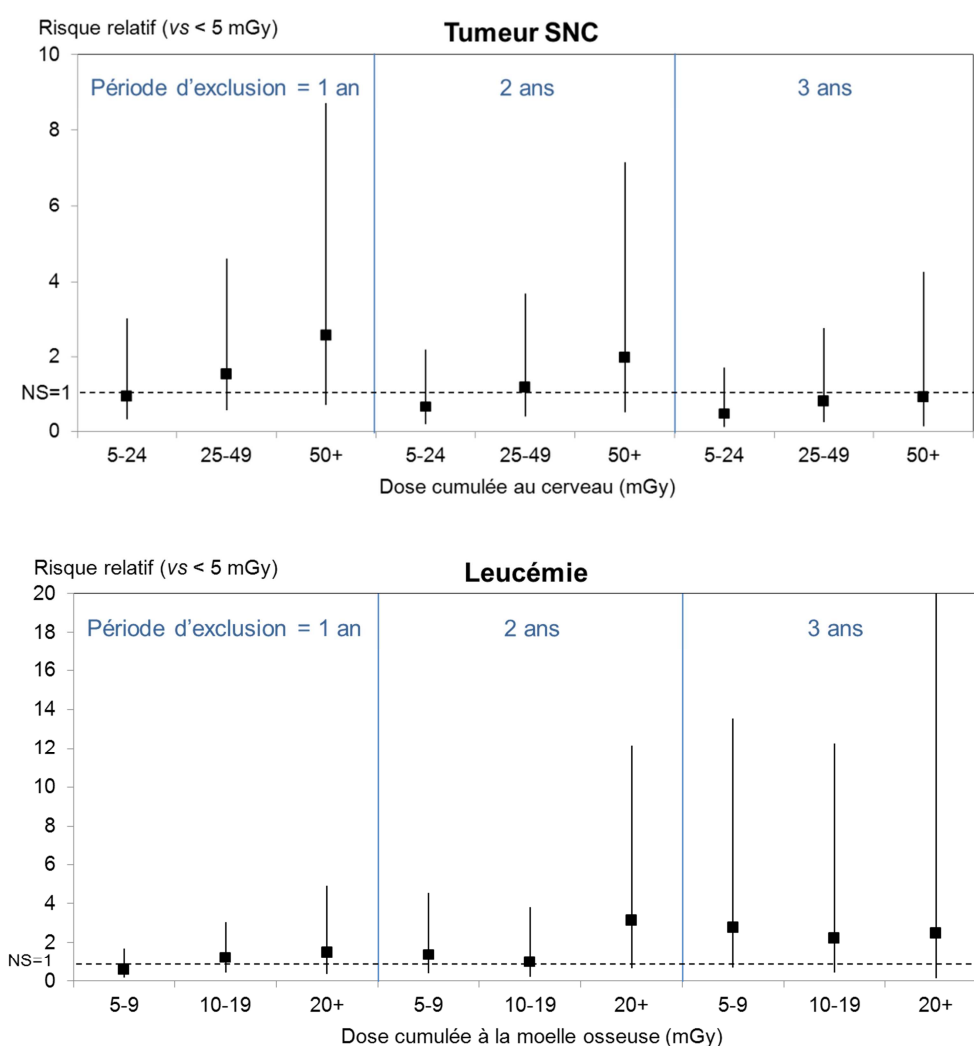 Risque relatif (vs < 5 mGy)
Tumeur SNC
10
Période d'exclusion = 1 an
2 ans
3 ans
8
6
4
2
NS=1
0
5-24
25-49
50+
5-24
25-49
50+
5-24
25-49
50+
Dose cumulée au cerveau (mGy)
Risque relatif (vs < 5 mGy)
Leucémie
20
Période d'exclusion = 1 an
2 ans
3 ans
18
16
14
12
10
8
6
4
2
NS=1
0
5-9
10-19
20+
5-9
10-19
20+
5-9
10-19
20+
Dose cumulée à la moelle osseuse (mGy)